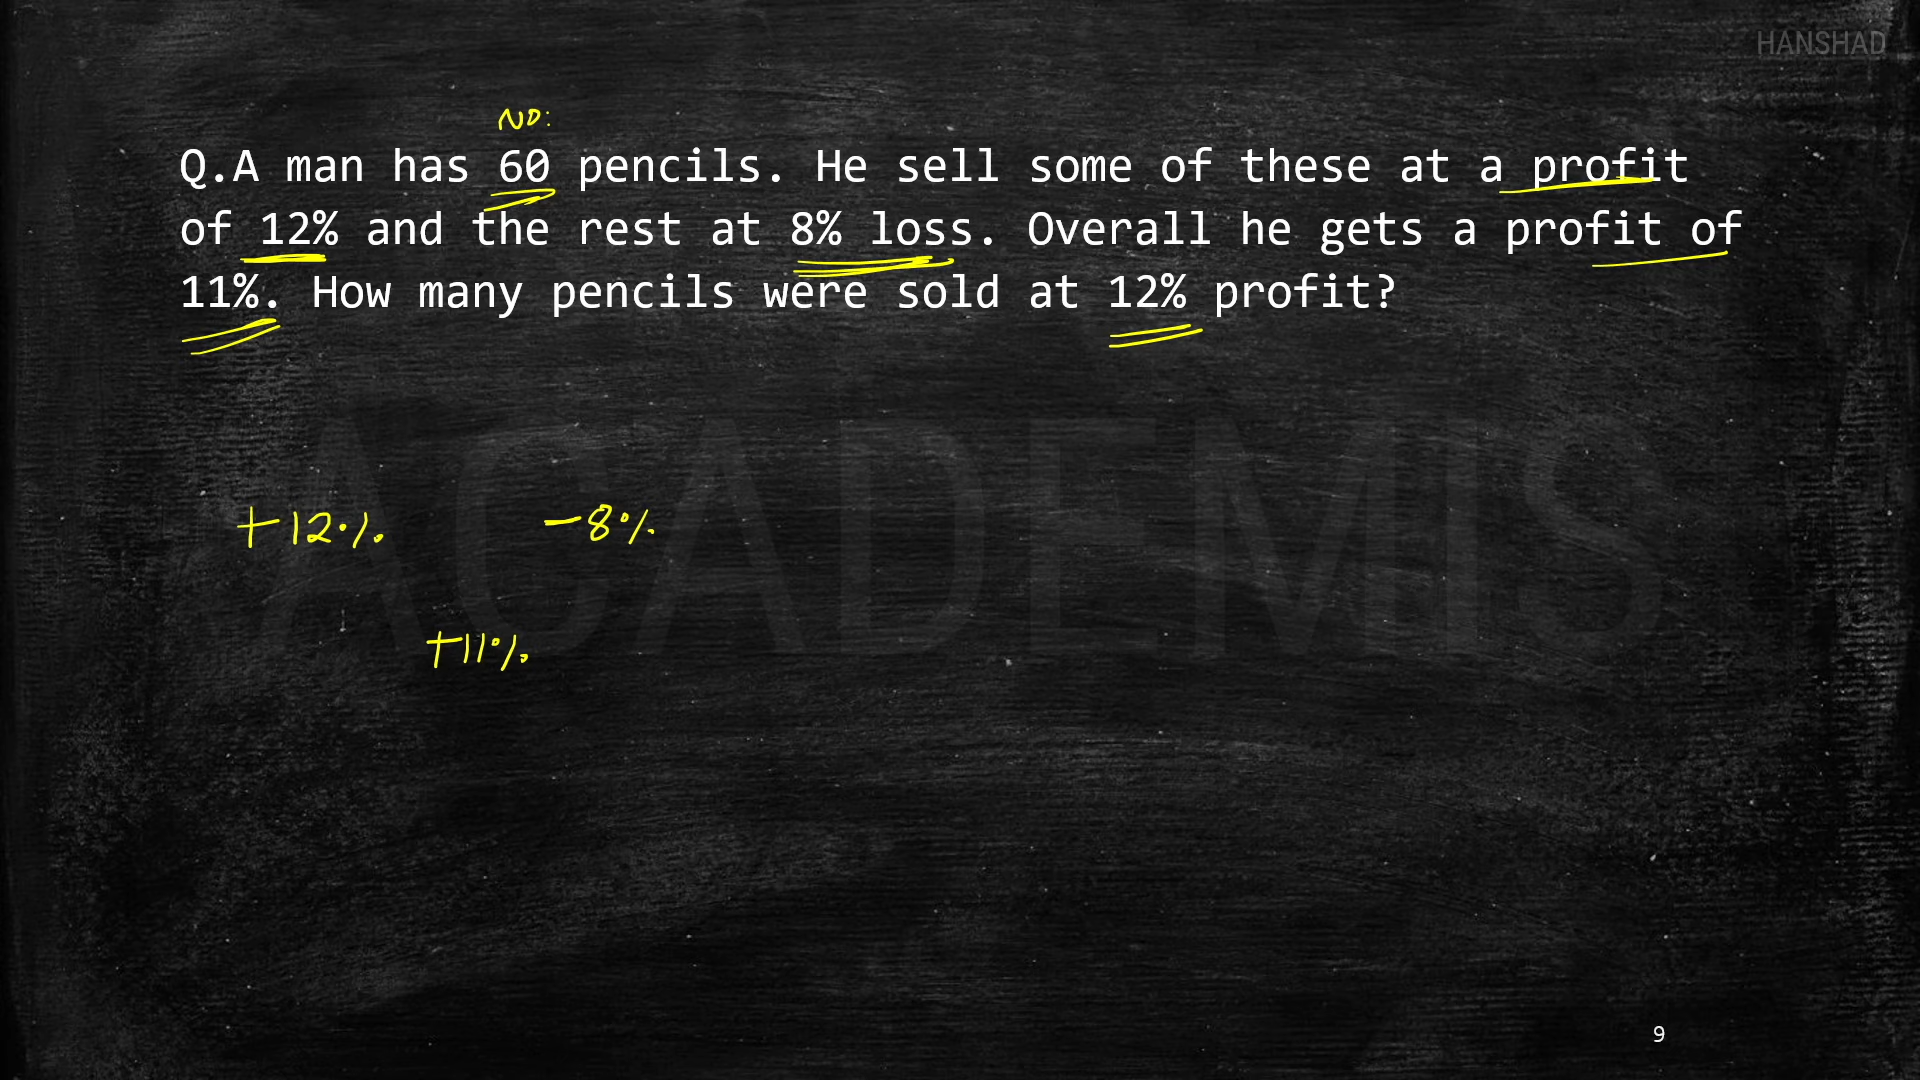 HANSHAD
NO:
Q.A man has 60 pencils. He sell some of these at a profit
of 12% and the rest at 8% loss. Overall he gets a profit of
11%. How many pencils were sold at 12% profit?
ACADEMIS
+12%. -8%
+11%.
9